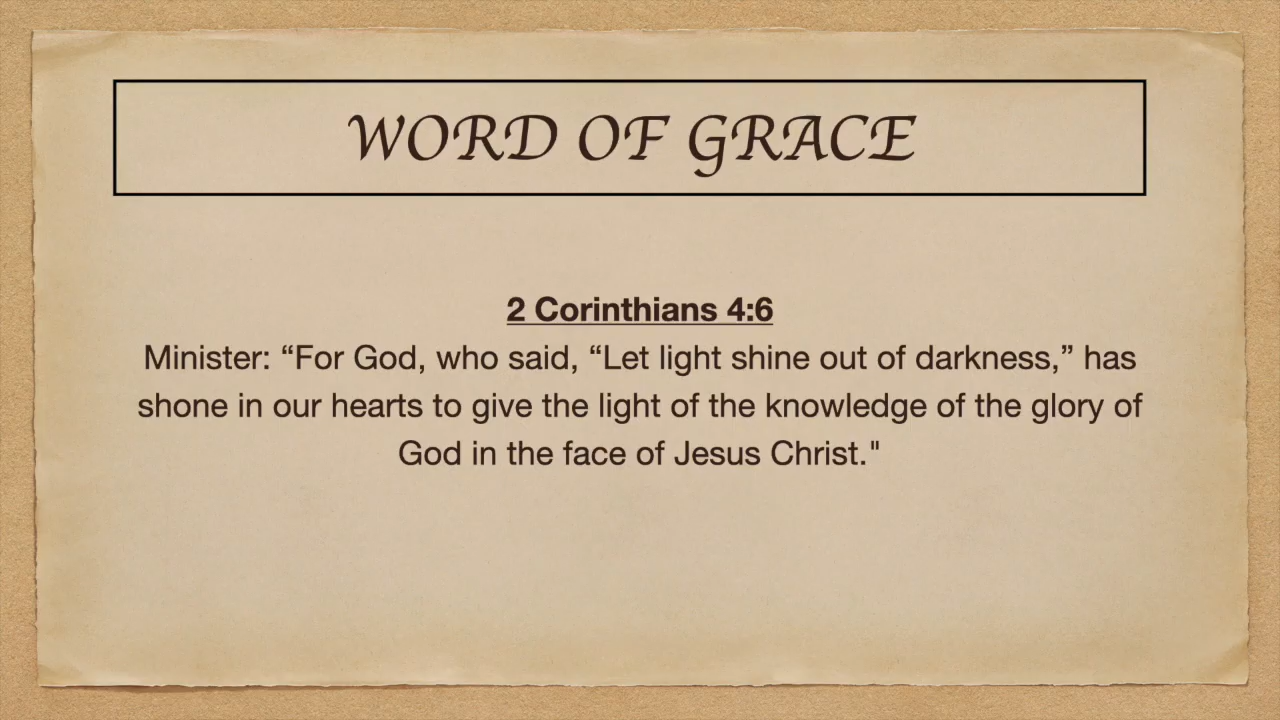 WORD OF GRACE
2 Corinthians 4:6
Minister: “For God, who said, “Let light shine out of darkness,” has
shone in our hearts to give the light of the knowledge of the glory of
God in the face of Jesus Christ."